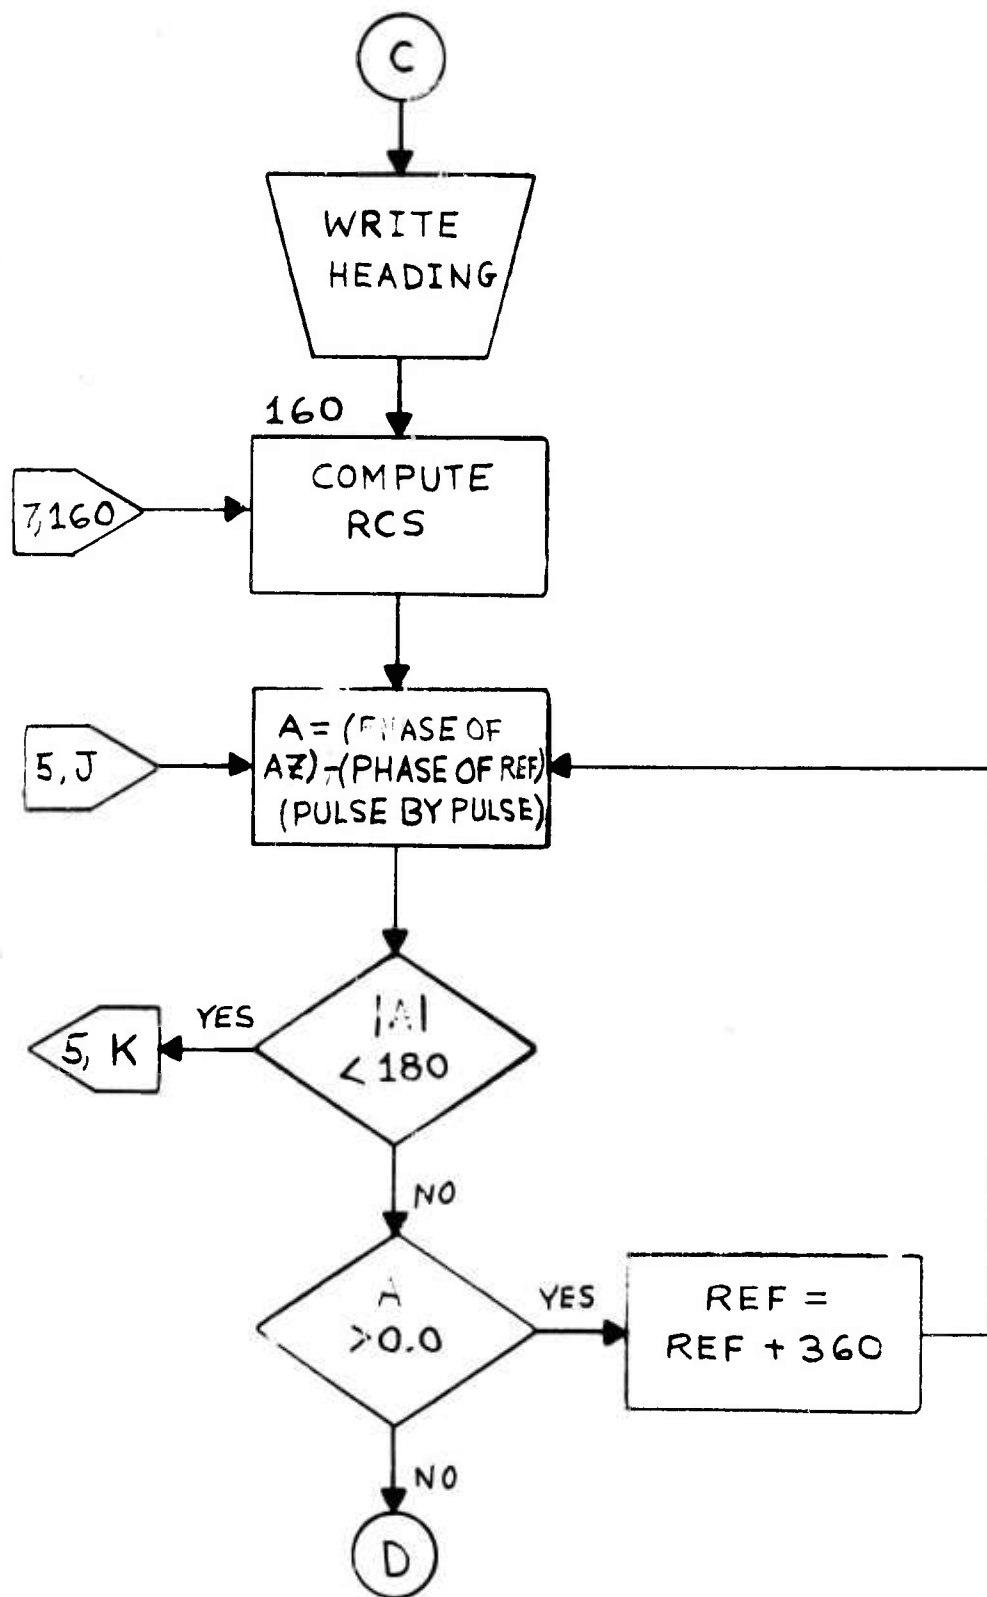 C
WRITE
HEADING
160
COMPUTE
RCS
7,160
A = (PHASE OF
AZ) - (PHASE OF REF)
(PULSE BY PULSE)
5, J
|A|
< 180
YES
5, K
NO
A
>0.0
YES
REF =
REF + 360
NO
D